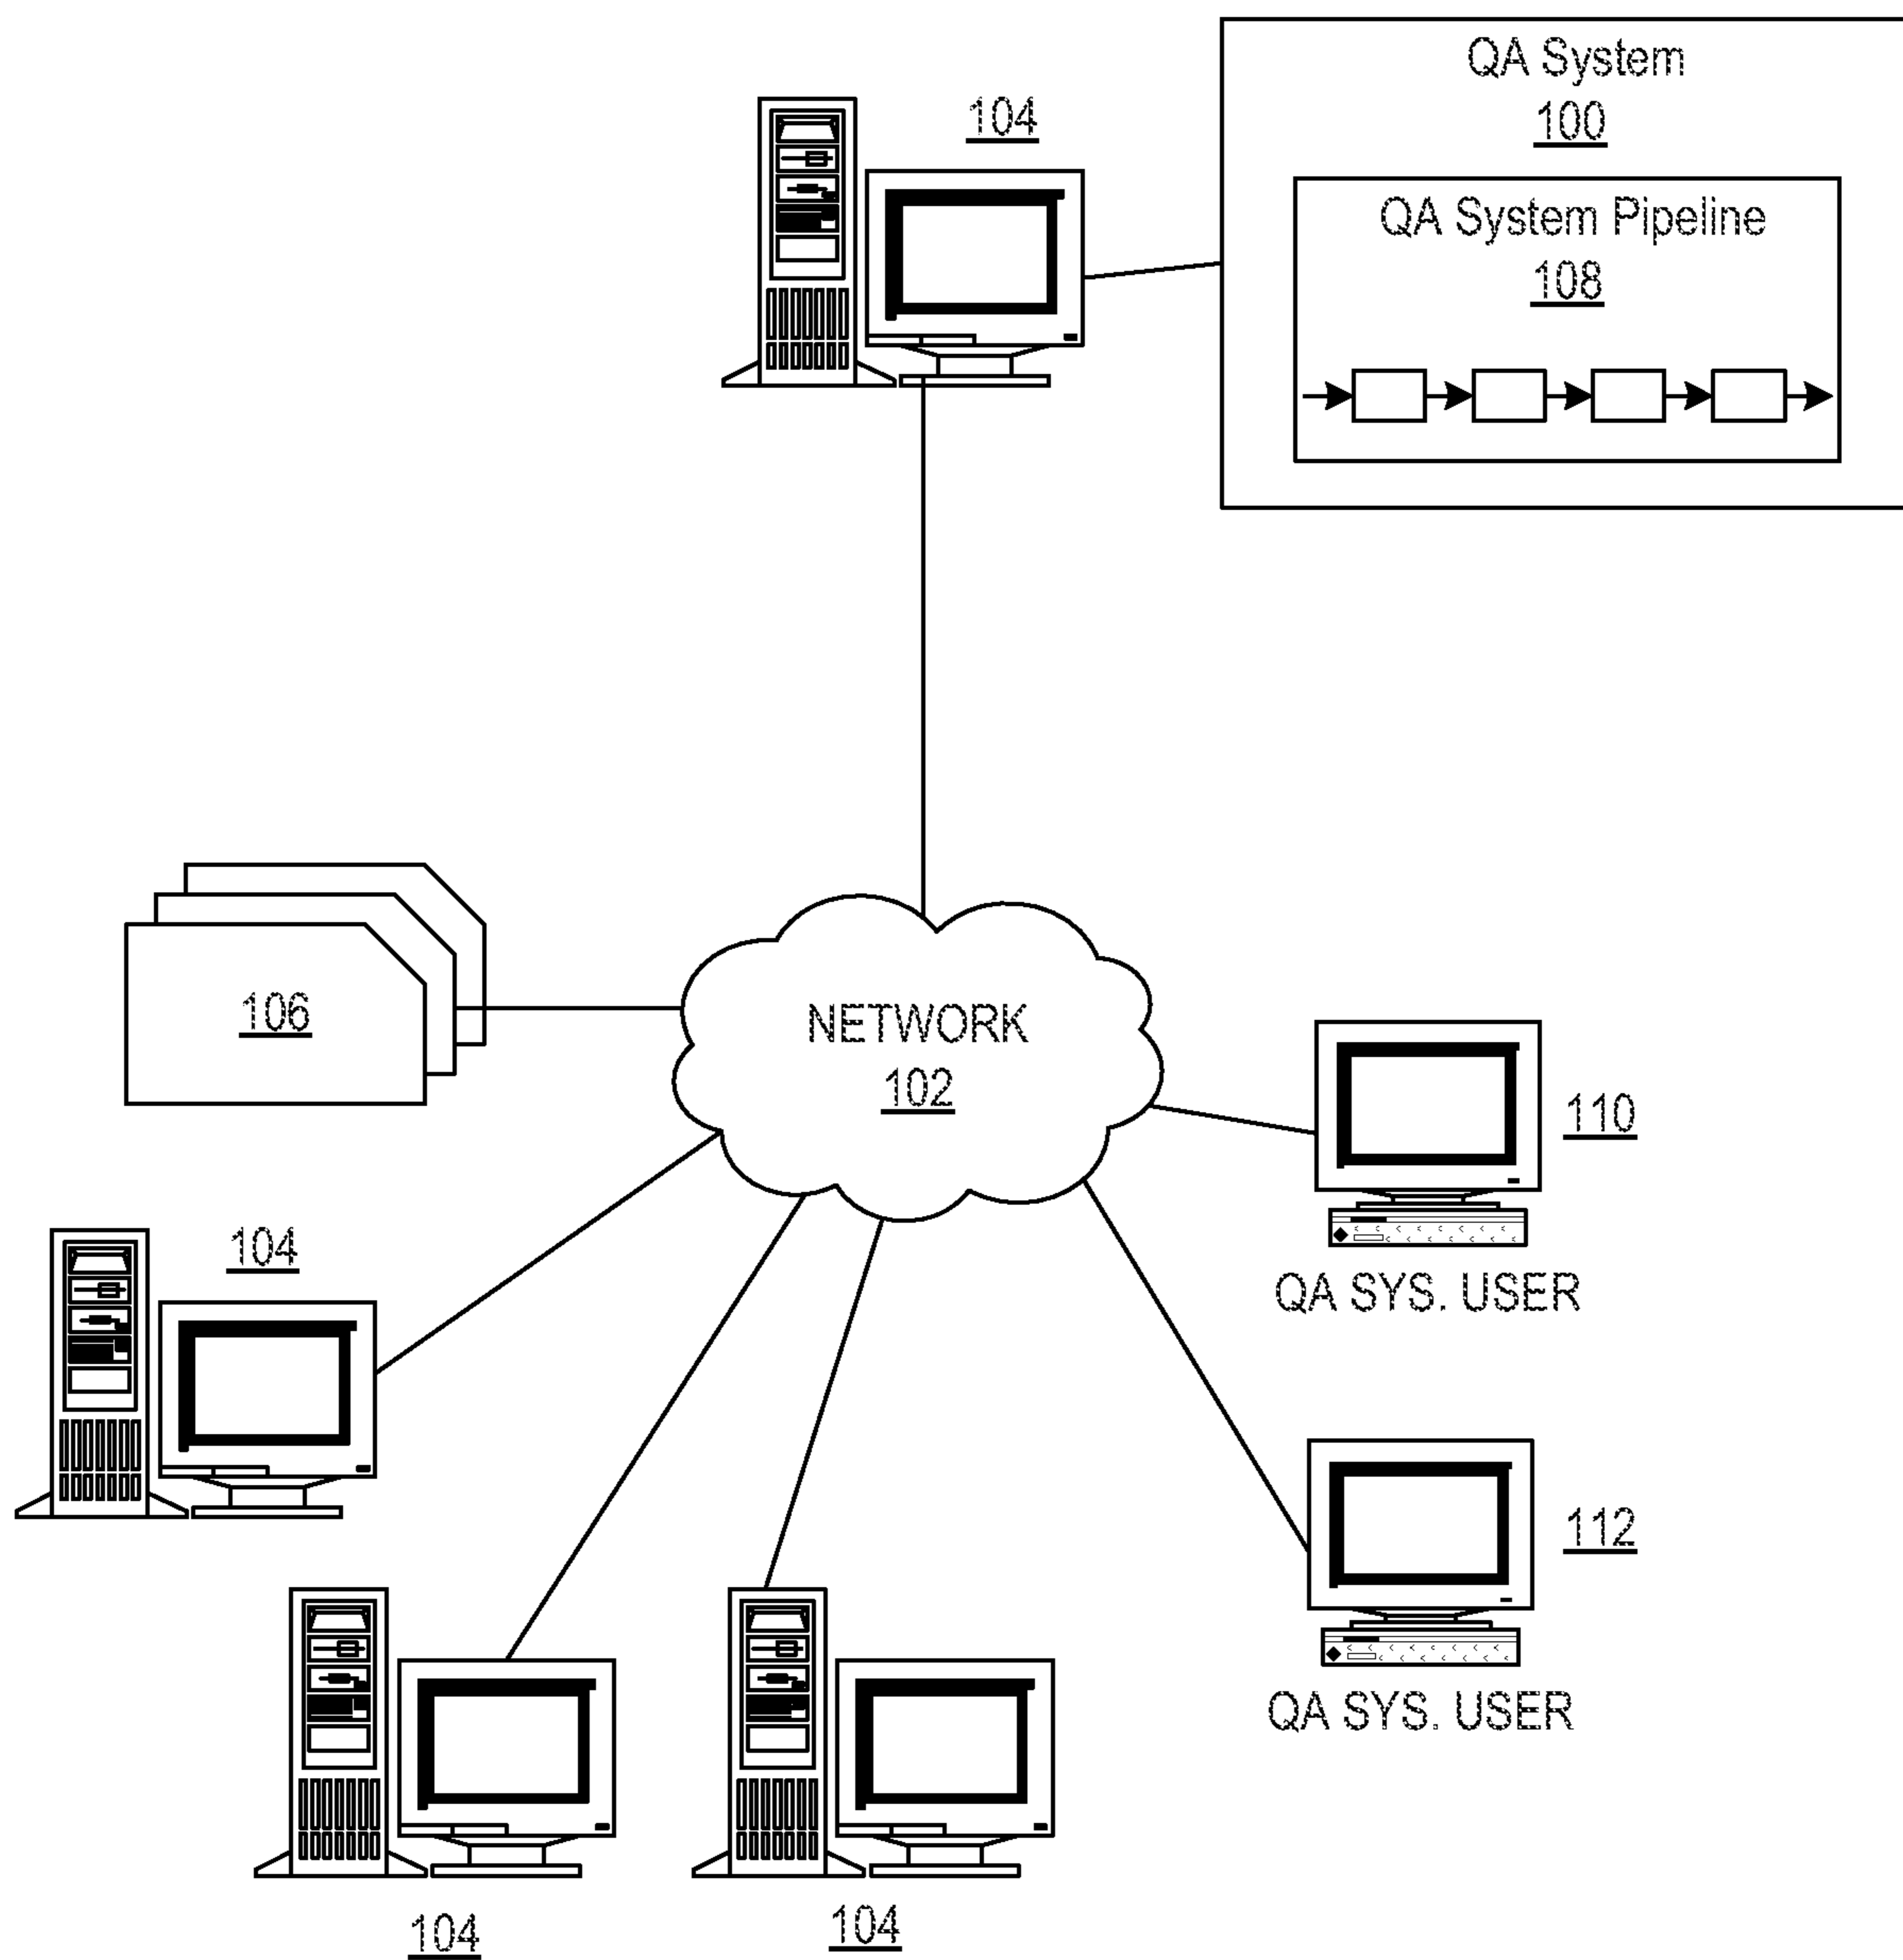 QA System
100
104
QA System Pipeline
108
106
NETWORK
102
110
104
QA SYS. USER
112
QA SYS. USER
104
104